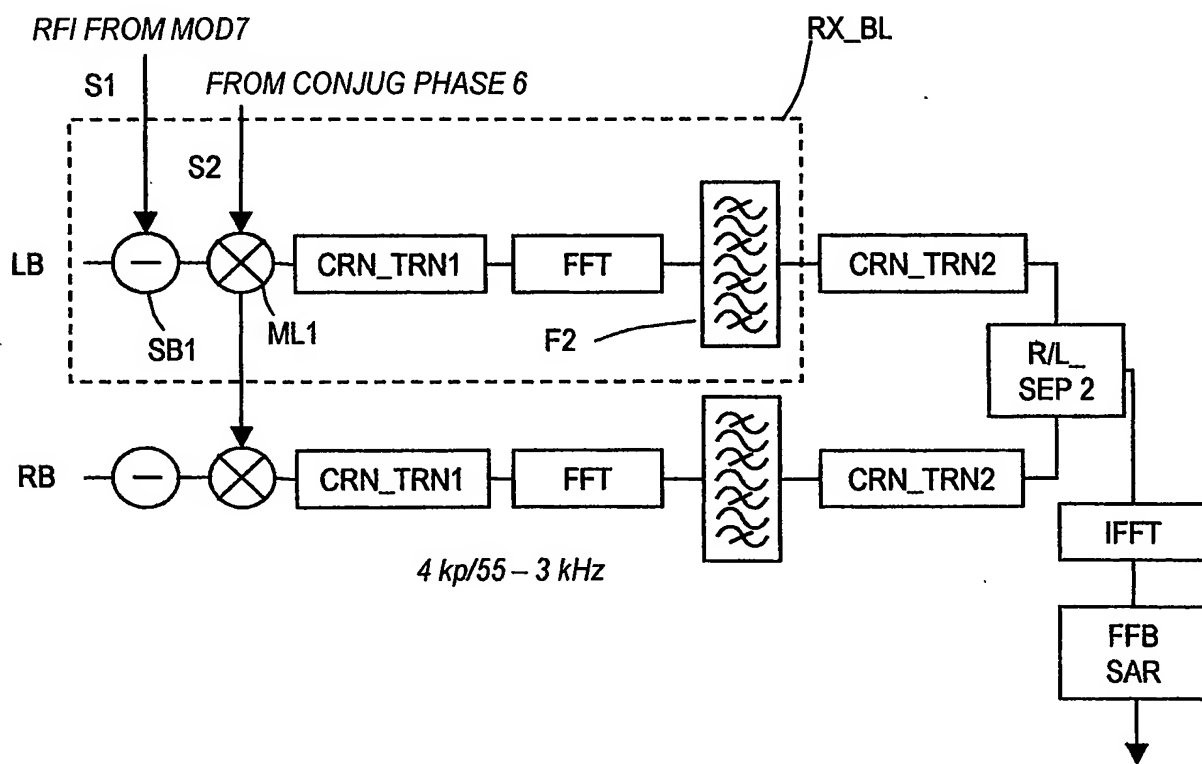 RFI FROM MOD7
RX_BL
S1
FROM CONJUG PHASE 6
S2
LB
CRN_TRN1
FFT
CRN_TRN2
SB1
ML1
F2
R/L_
SEP 2
RB
CRN_TRN1
FFT
CRN_TRN2
4 kp/55 – 3 kHz
IFFT
FFB
SAR